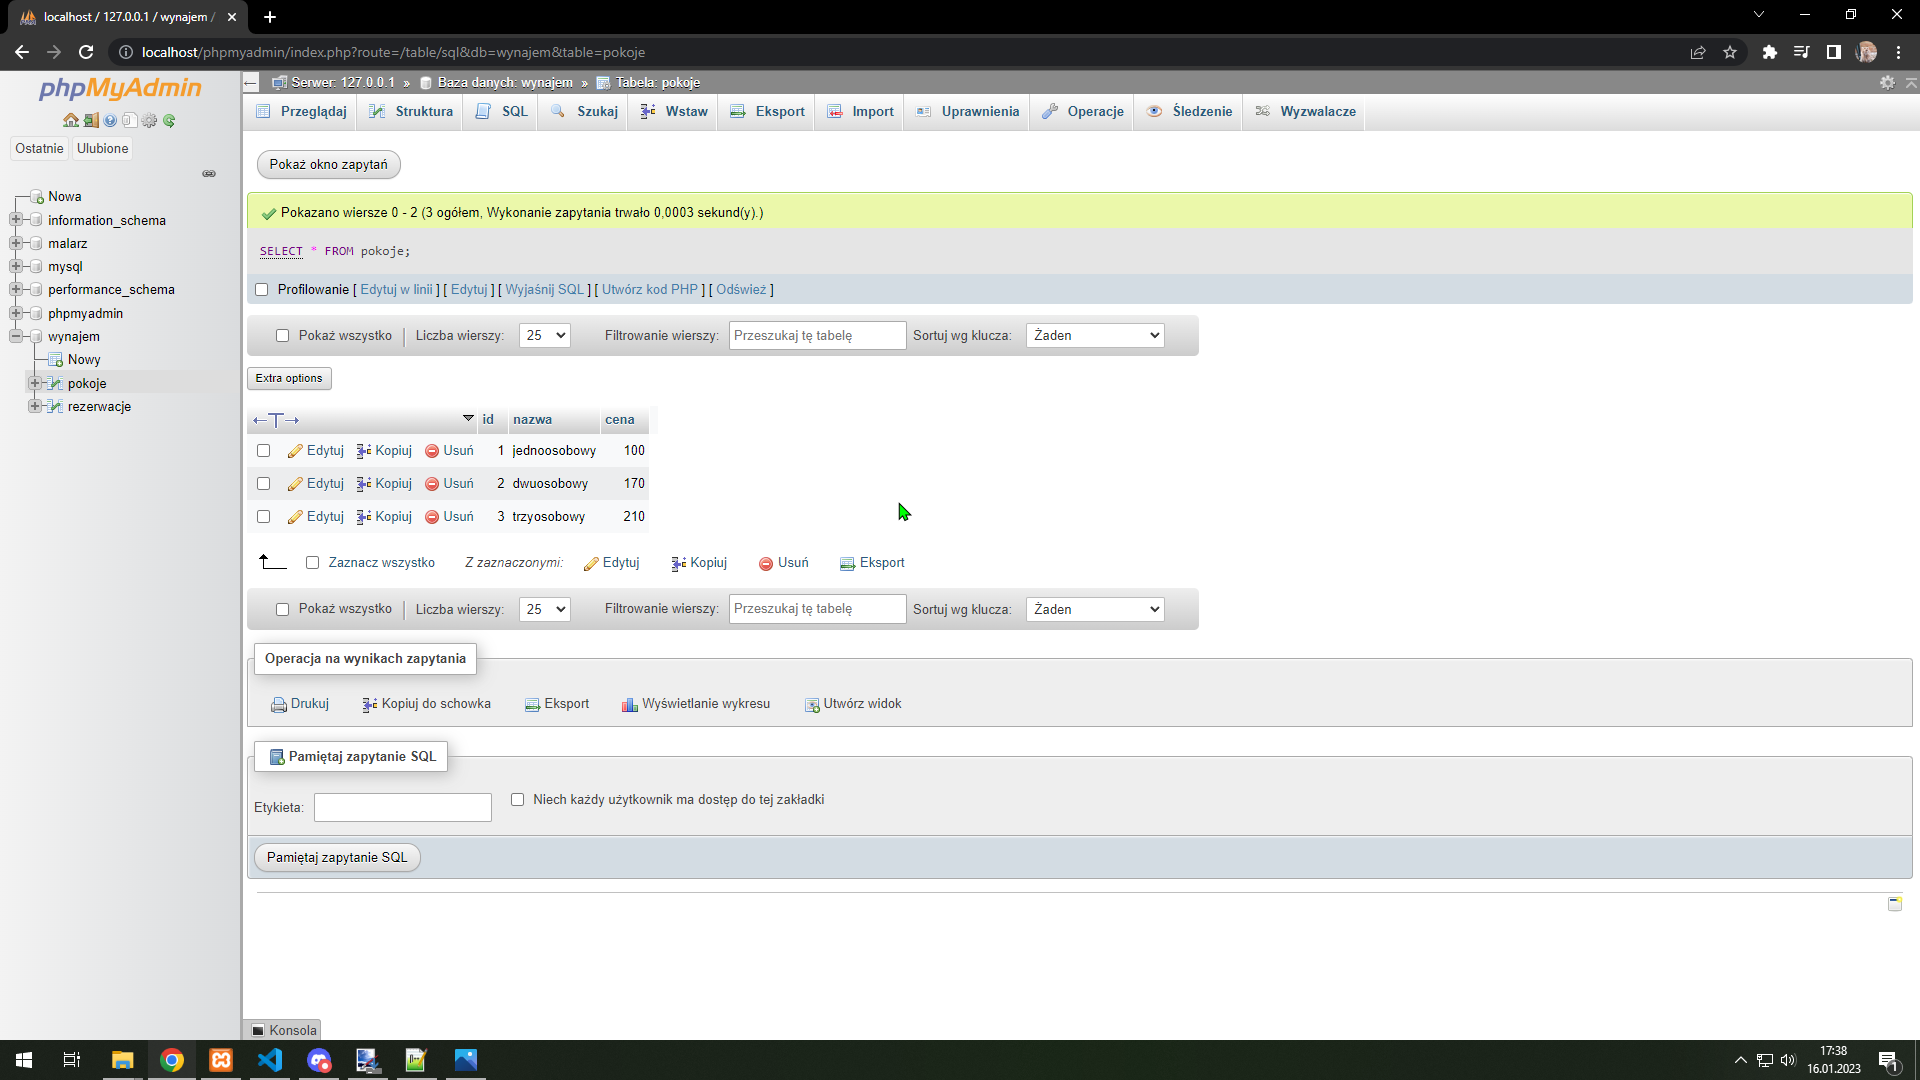 localhost / 127.0.0.1 / wynajem /
localhost/phpmyadmin/index.php?route=/table/sql&db=wynajem&table=pokoje
phpMyAdmin
Ostatnie Ulubione
Nowa
information_schema
malarz
mysql
performance_schema
phpmyadmin
wynajem
Nowy
pokoje
rezerwacje
Serwer: 127.0.0.1 » Baza danych: wynajem » Tabela: pokoje
Przeglądaj Struktura SQL Szukaj Wstaw Eksport Import Uprawnienia Operacje Śledzenie Wyzwalacze
Pokaż okno zapytań
Pokazano wiersze 0 - 2 (3 ogółem, Wykonanie zapytania trwało 0,0003 sekund(y).)
SELECT * FROM pokoje;
Profilowanie [ Edytuj w linii ] [ Edytuj ] [ Wyjaśnij SQL ] [ Utwórz kod PHP ] [ Odśwież ]
Pokaż wszystko Liczba wierszy: 25 Filtrowanie wierszy: Przeszukaj tę tabelę Sortuj wg klucza: Żaden
Extra options
←T→ id nazwa cena
Edytuj Kopiuj Usuń 1 jednoosobowy 100
Edytuj Kopiuj Usuń 2 dwuosobowy 170
Edytuj Kopiuj Usuń 3 trzyosobowy 210
Zaznacz wszystko Z zaznaczonymi: Edytuj Kopiuj Usuń Eksport
Pokaż wszystko Liczba wierszy: 25 Filtrowanie wierszy: Przeszukaj tę tabelę Sortuj wg klucza: Żaden
Operacja na wynikach zapytania
Drukuj Kopiuj do schowka Eksport Wyświetlanie wykresu Utwórz widok
Pamiętaj zapytanie SQL
Etykieta: Niech każdy użytkownik ma dostęp do tej zakładki
Pamiętaj zapytanie SQL
Konsola
17:38
16.01.2023
1